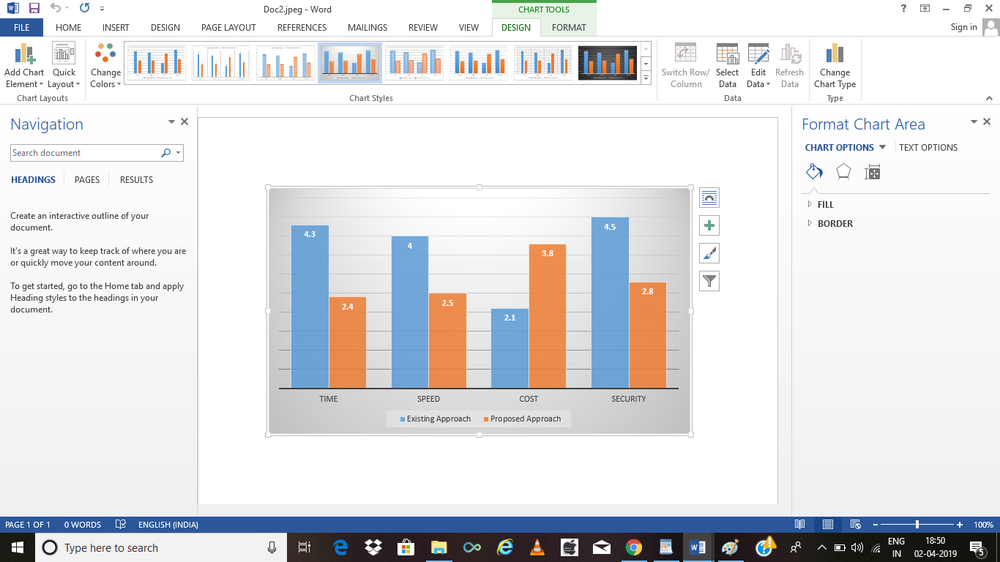 Doc2.jpeg - Word
CHART TOOLS
?
FILE
HOME
INSERT
DESIGN
PAGE LAYOUT
REFERENCES
MAILINGS
REVIEW
VIEW
DESIGN
FORMAT
Sign in
Add Chart
Element
Quick
Layout
Change
Colors
Switch Row/
Column
Select
Data
Edit
Data
Refresh
Data
Change
Chart Type
Chart Layouts
Chart Styles
Data
Type
Navigation
Search document
HEADINGS
PAGES
RESULTS
Create an interactive outline of your
document.
It's a great way to keep track of where you are
or quickly move your content around.
To get started, go to the Home tab and apply
Heading styles to the headings in your
document.
4.3
2.4
4
2.5
2.1
3.8
4.5
2.8
TIME
SPEED
COST
SECURITY
Existing Approach
Proposed Approach
Format Chart Area
CHART OPTIONS
TEXT OPTIONS
FILL
BORDER
PAGE 1 OF 1
0 WORDS
ENGLISH (INDIA)
100%
Type here to search
ENG
IN
18:50
02-04-2019
5